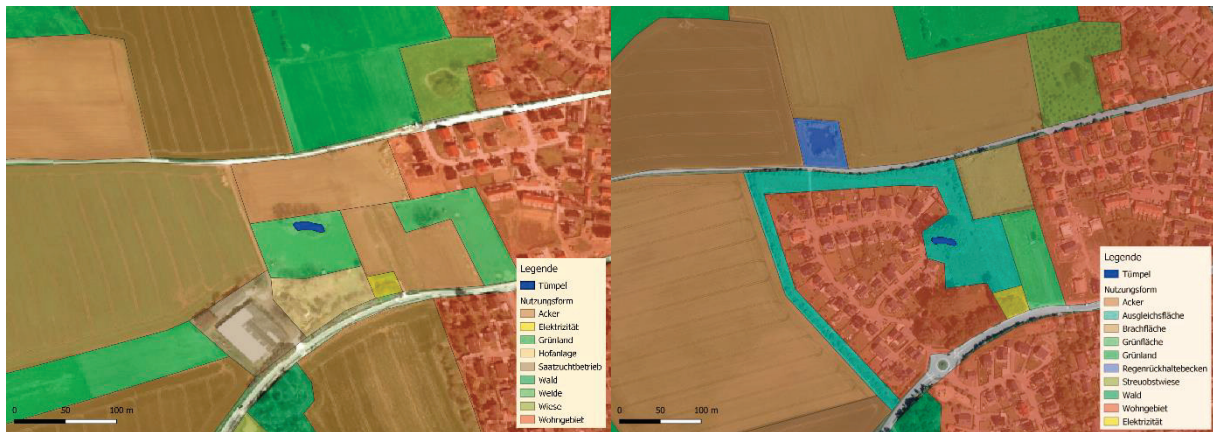 Legende
Tümpel
Nutzungsform
Acker
Elektrizität
Grünland
Hofanlage
Saatzuchtbetrieb
Wald
Weide
Wiese
Wohngebiet
0 50 100 m
Legende
Tümpel
Nutzungsform
Acker
Ausgleichsfläche
Brachfläche
Grünfläche
Grünland
Regenrückhaltebecken
Streuobstwiese
Wald
Wohngebiet
Elektrizität
0 50 100 m